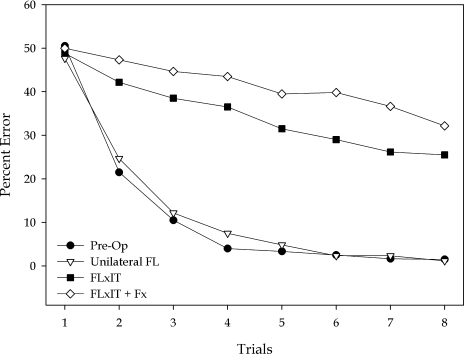 60
50
40
30
20
10
0
Percent Error
Pre-Op
Unilateral FL
FLxIT
FLxIT + Fx
1 2 3 4 5 6 7 8
Trials